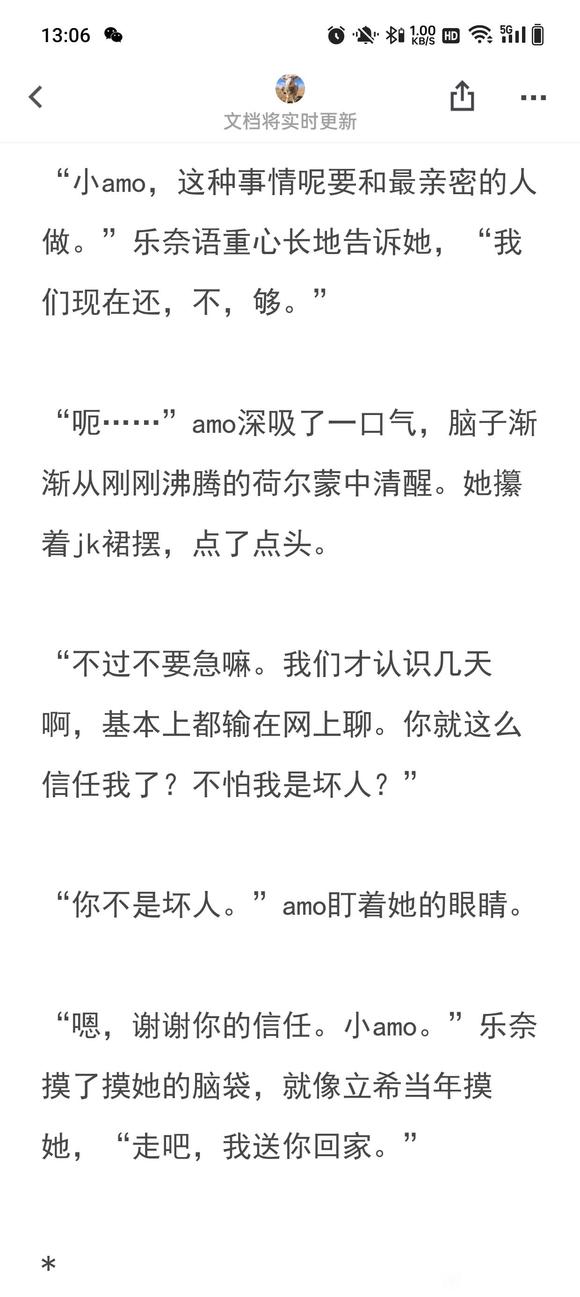 13:06
1.00
KB/S
HD
5G
文档将实时更新
“小amo，这种事情呢要和最亲密的人
做。”乐奈语重心长地告诉她，“我
们现在还，不，够。”
“呃……”amo深吸了一口气，脑子渐
渐从刚刚沸腾的荷尔蒙中清醒。她攥
着jk裙摆，点了点头。
“不过不要急嘛。我们才认识几天
啊，基本上都输在网上聊。你就这么
信任我了？不怕我是坏人？”
“你不是坏人。”amo盯着她的眼睛。
“嗯，谢谢你的信任。小amo。”乐奈
摸了摸她的脑袋，就像立希当年摸
她，“走吧，我送你回家。”
*